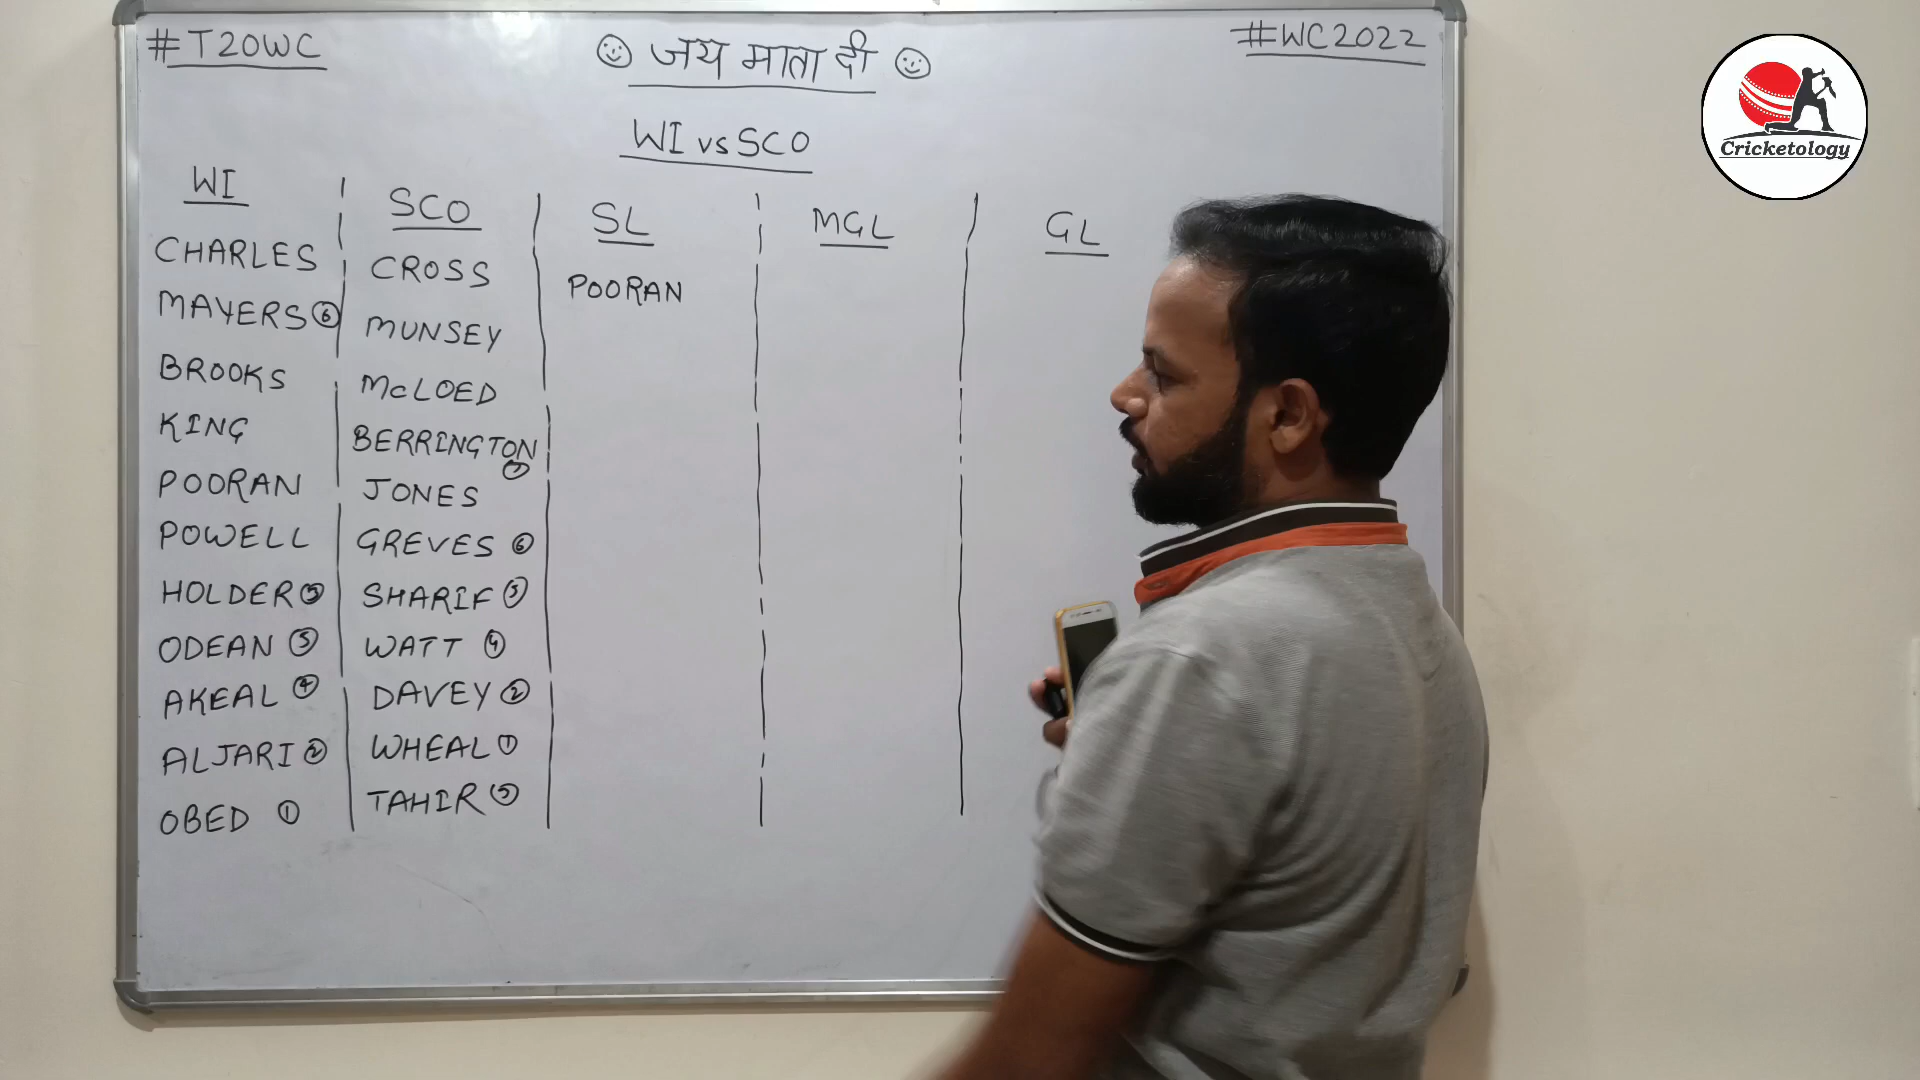 #T20WC
जय माता दी
#WC2022
Cricketology
WI vs SCO
WI
CHARLES
MAYERS 6
BROOKS
KING
POORAN
POWELL
HOLDER 3
ODEAN 5
AKEAL 4
ALJARI 2
OBED 1
SCO
CROSS
MUNSEY
McLOED
BERRINGTON
JONES
GREVES 6
SHARIF 3
WATT 4
DAVEY 2
WHEAL 1
TAHIR 5
SL
POORAN
MGL
GL